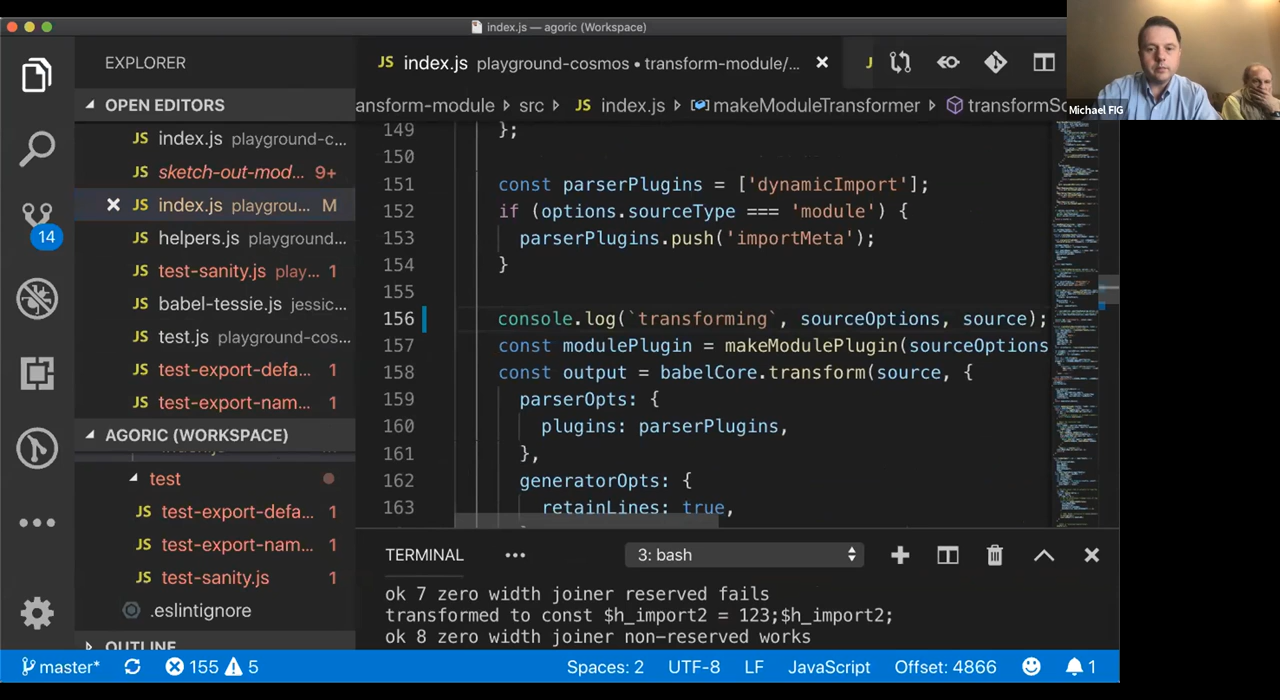 index.js — agoric (Workspace)
Michael FIG
EXPLORER
OPEN EDITORS
JS index.js playground-c...
JS sketch-out-mod... 9+
JS index.js playgrou... M
JS helpers.js playground...
JS test-sanity.js play... 1
JS babel-tessie.js jessic...
JS test.js playground-cos...
JS test-export-defa... 1
JS test-export-nam... 1
AGORIC (WORKSPACE)
index.js
test
JS test-export-defa... 1
JS test-export-nam... 1
JS test-sanity.js 1
.eslintignore
OUTLINE
14
JS index.js playground-cosmos • transform-module/...
ansform-module src JS index.js makeModuleTransformer transformSo
149 };
150
151 const parserPlugins = ['dynamicImport'];
152 if (options.sourceType === 'module') {
153 parserPlugins.push('importMeta');
154 }
155
156 console.log(`transforming`, sourceOptions, source);
157 const modulePlugin = makeModulePlugin(sourceOptions
158 const output = babelCore.transform(source, {
159 parserOpts: {
160 plugins: parserPlugins,
161 },
162 generatorOpts: {
163 retainLines: true,
TERMINAL ... 3: bash
ok 7 zero width joiner reserved fails
transformed to const $h_import2 = 123;$h_import2;
ok 8 zero width joiner non-reserved works
master* 155 5 Spaces: 2 UTF-8 LF JavaScript Offset: 4866 1